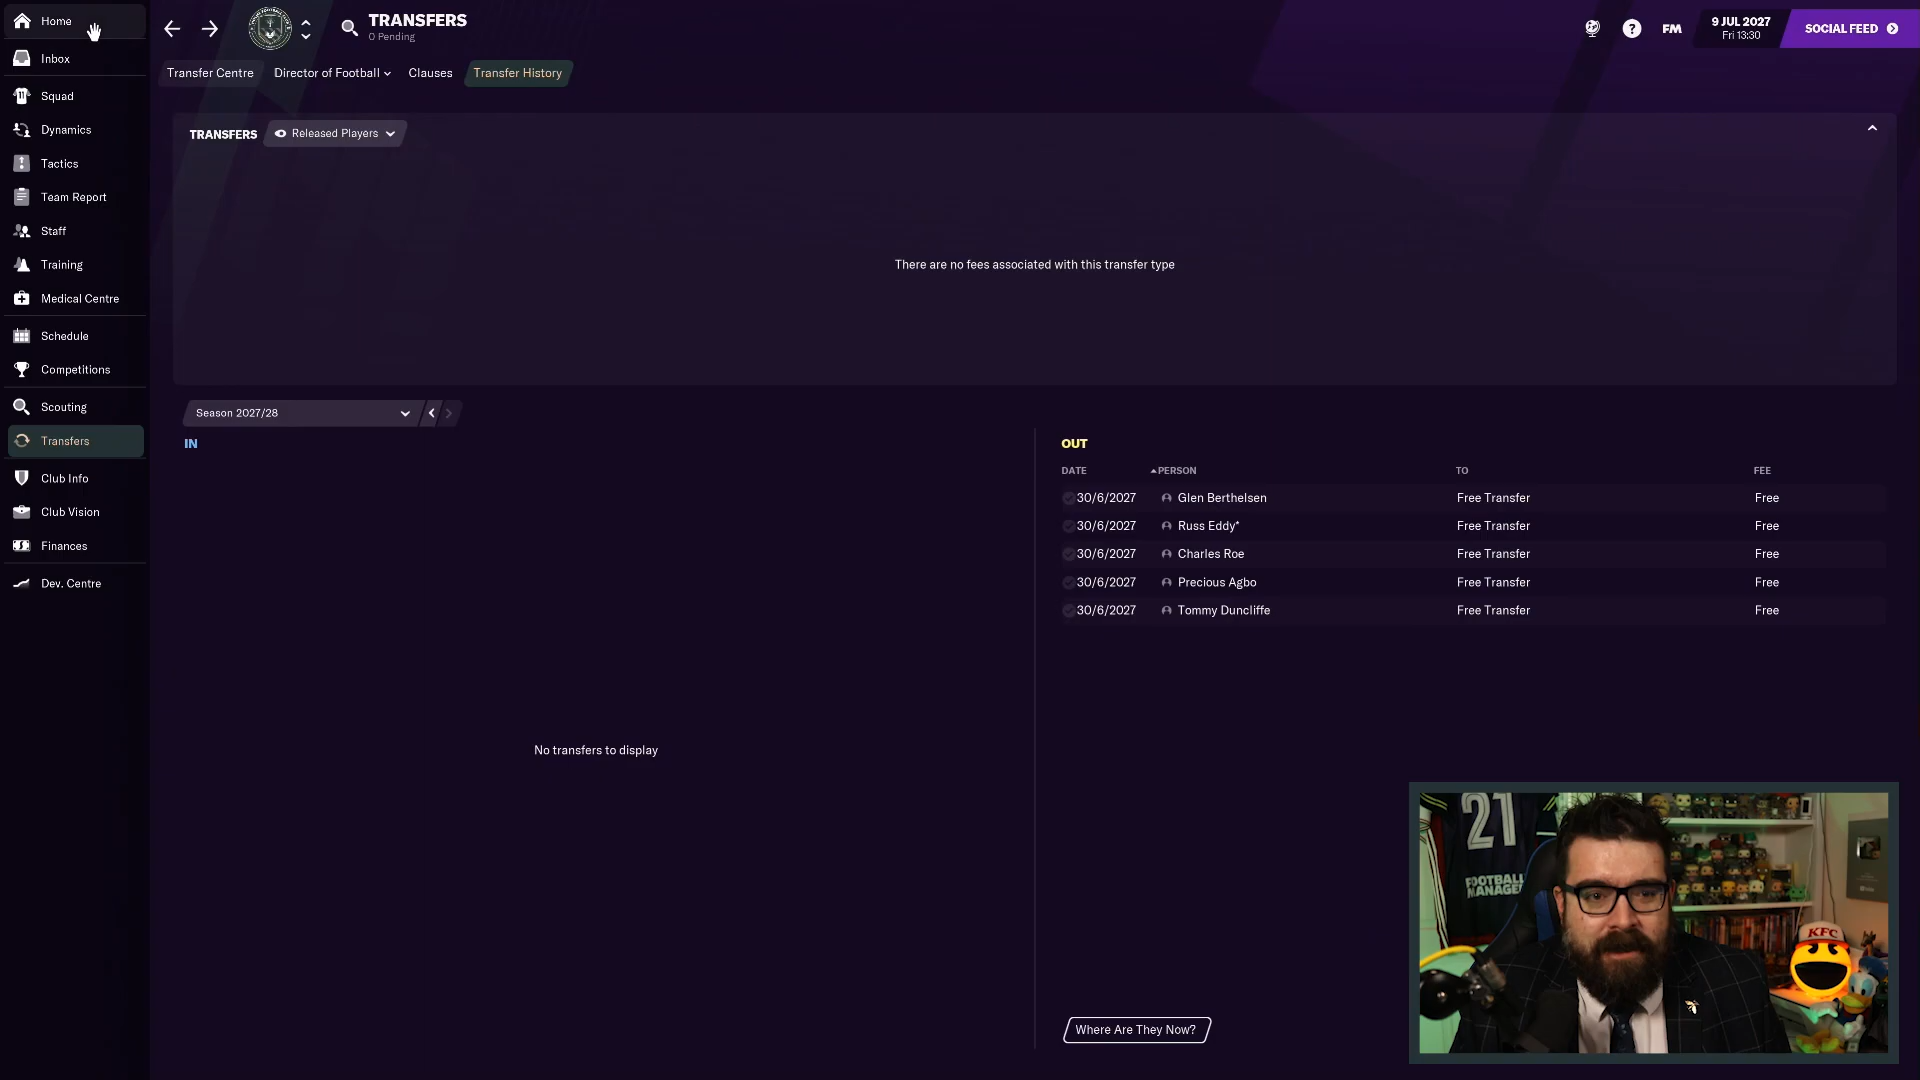 Home
Inbox
Squad
Dynamics
Tactics
Team Report
Staff
Training
Medical Centre
Schedule
Competitions
Scouting
Transfers
Club Info
Club Vision
Finances
Dev. Centre
TRANSFERS
0 Pending
FM
9 JUL 2027
Fri 13:30
SOCIAL FEED
Transfer Centre
Director of Football
Clauses
Transfer History
TRANSFERS
Released Players
There are no fees associated with this transfer type
Season 2027/28
IN
No transfers to display
OUT
DATE PERSON TO FEE
30/6/2027 Glen Berthelsen Free Transfer Free
30/6/2027 Russ Eddy* Free Transfer Free
30/6/2027 Charles Roe Free Transfer Free
30/6/2027 Precious Agbo Free Transfer Free
30/6/2027 Tommy Duncliffe Free Transfer Free
Where Are They Now?
21
FOOTBALL
MANAGER
KFC